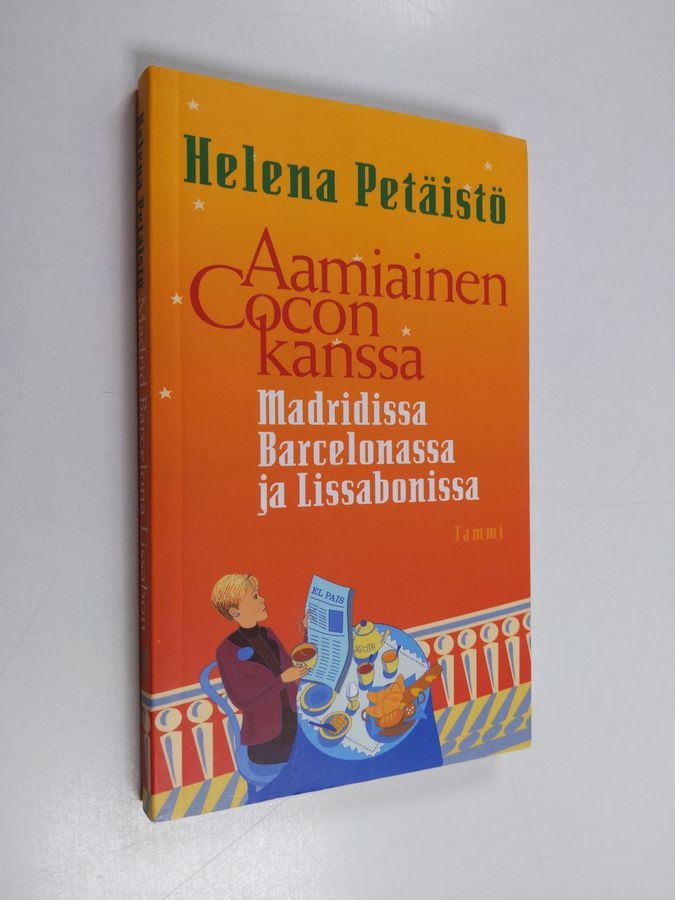 Helena Petäistö
Aamiainen
Cocon
kanssa
Madridissa
Barcelonassa
ja Lissabonissa
Tammi
EL PAIS
Helena Petäistö Madrid Barcelona Lissabon